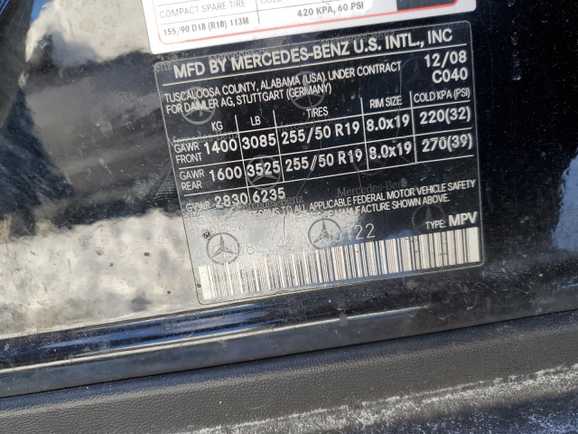 COMPACT SPARE TIRE
155/90 D18 (R18) 113M
420 KPA, 60 PSI
MFD BY MERCEDES-BENZ U.S. INTL., INC
TUSCALOOSA COUNTY, ALABAMA (USA). UNDER CONTRACT 12/08
FOR DAIMLER AG, STUTTGART (GERMANY) C040
KG LB TIRES RIM SIZE COLD KPA (PSI)
GAWR FRONT 1400 3085 255/50 R19 8.0x19 220(32)
GAWR REAR 1600 3525 255/50 R19 8.0x19 270(39)
GVWR 2830 6235
Mercedes-Benz
FEDERAL MOTOR VEHICLE SAFETY
MANUFACTURE SHOWN ABOVE.
TYPE: MPV